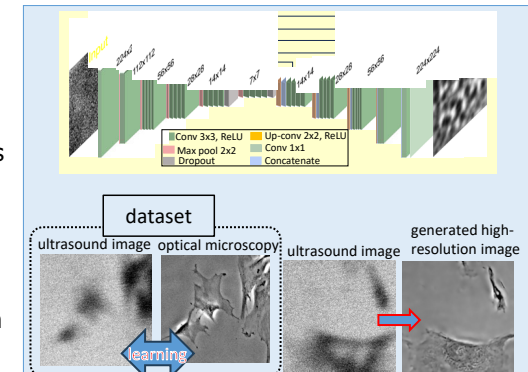 224x2
112x112
56x56
28x28
14x14
7x7
14x14
28x28
56x56
224x224
Conv 3x3, ReLU
Up-conv 2x2, ReLU
Max pool 2x2
Conv 1x1
Dropout
Concatenate
s
dataset
ultrasound image
optical microscopy
ultrasound image
generated high-
resolution image
learning